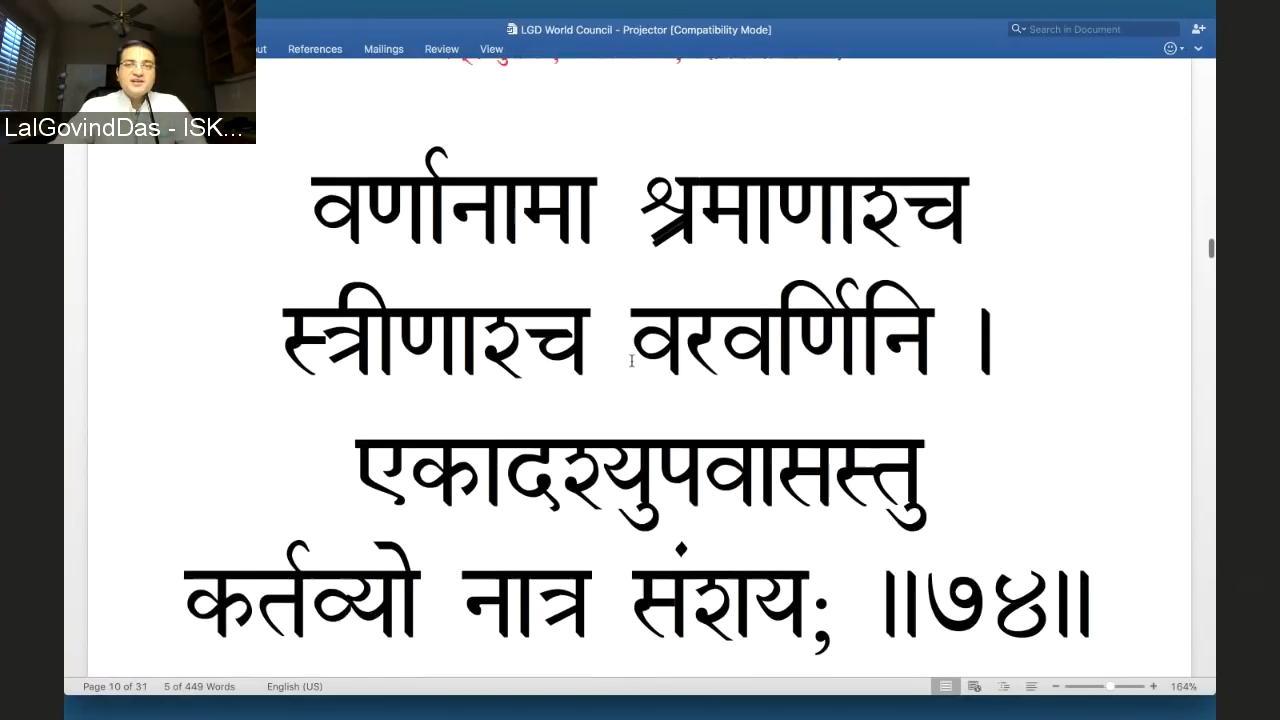 LGD World Council - Projector [Compatibility Mode]
Search in Document
out References Mailings Review View
LalGovindDas - ISK...
वर्णानामा श्रमाणाश्च
स्त्रीणाश्च वरवर्णिनि ।
एकादश्युपवासस्तु
कर्तव्यो नात्र संशय; ॥७४॥
Page 10 of 31 5 of 449 Words English (US) 164%